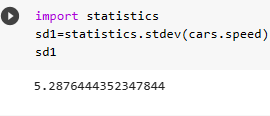 import statistics
sd1=statistics.stdev(cars.speed)
sd1
5.2876444352347844